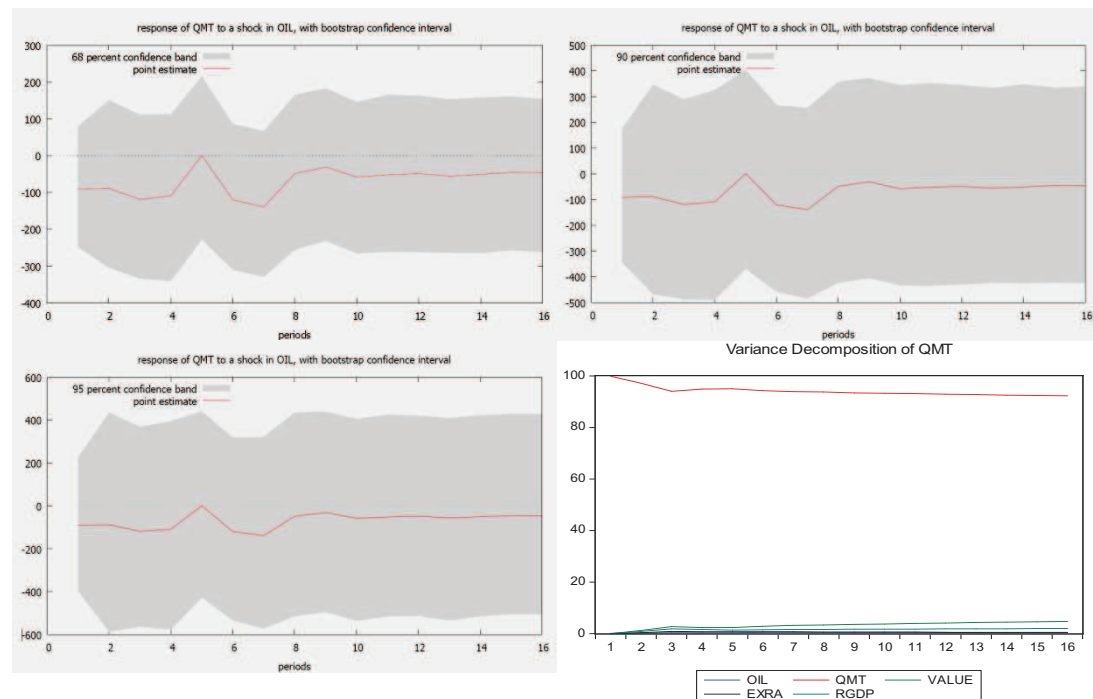 response of QMT to a shock in OIL, with bootstrap confidence interval
68 percent confidence band
point estimate
300
200
100
0
-100
-200
-300
-400
0 2 4 6 8 10 12 14 16
periods
response of QMT to a shock in OIL, with bootstrap confidence interval
90 percent confidence band
point estimate
500
400
300
200
100
0
-100
-200
-300
-400
-500
0 2 4 6 8 10 12 14 16
periods
response of QMT to a shock in OIL, with bootstrap confidence interval
95 percent confidence band
point estimate
600
400
200
0
-200
-400
-600
0 2 4 6 8 10 12 14 16
periods
Variance Decomposition of QMT
100
80
60
40
20
0
1 2 3 4 5 6 7 8 9 10 11 12 13 14 15 16
OIL QMT VALUE
EXRA RGDP